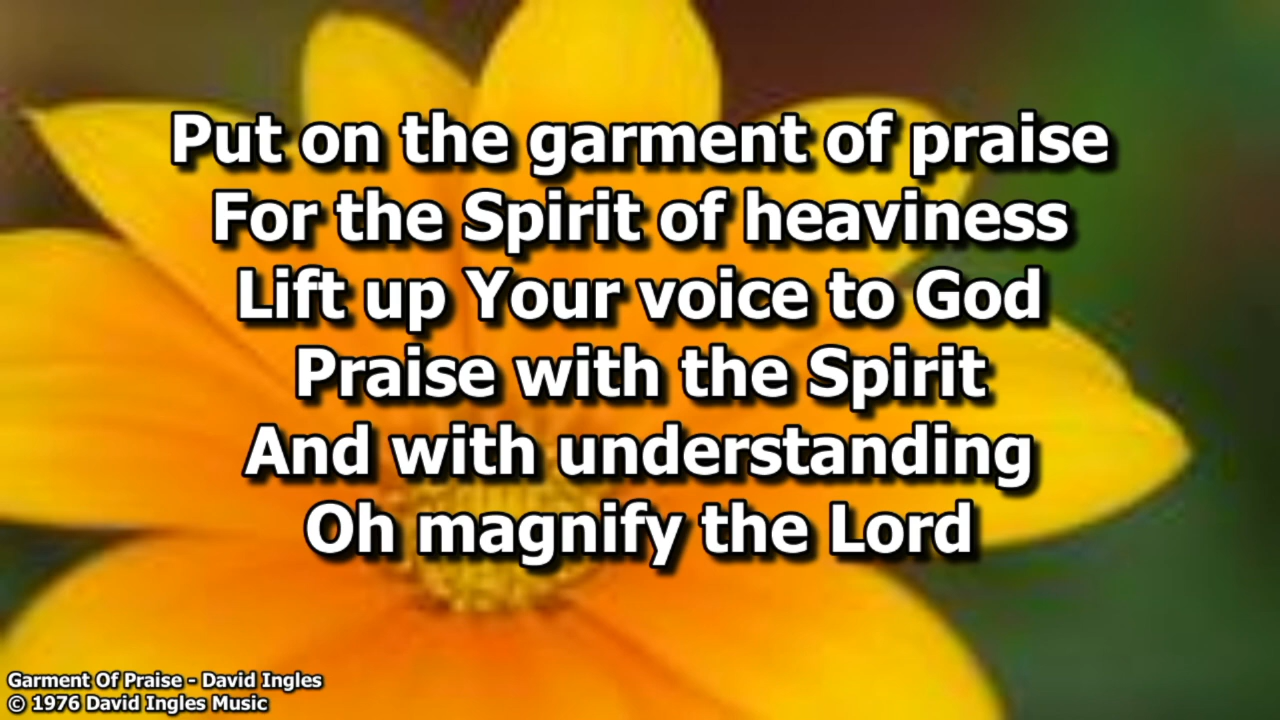 Put on the garment of praise
For the Spirit of heaviness
Lift up Your voice to God
Praise with the Spirit
And with understanding
Oh magnify the Lord
Garment Of Praise - David Ingles
© 1976 David Ingles Music